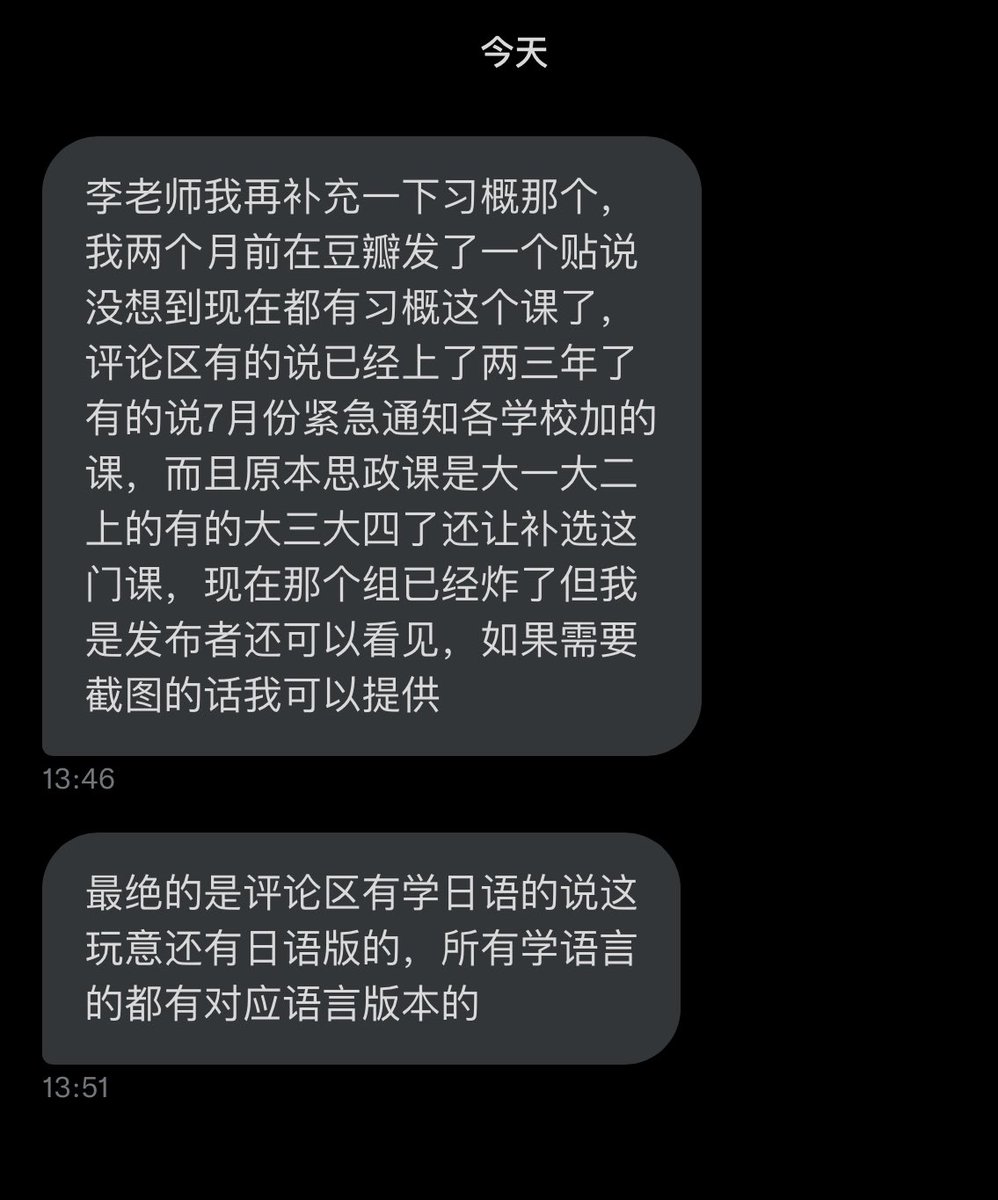 今天
李老师我再补充一下习概那个，
我两个月前在豆瓣发了一个贴说
没想到现在都有习概这个课了，
评论区有的说已经上了两三年了
有的说7月份紧急通知各学校加的
课，而且原本思政课是大一大二
上的有的大三大四了还让补选这
门课，现在那个组已经炸了但我
是发布者还可以看见，如果需要
截图的话我可以提供
13:46
最绝的是评论区有学日语的说这
玩意还有日语版的，所有学语言
的都有对应语言版本的
13:51